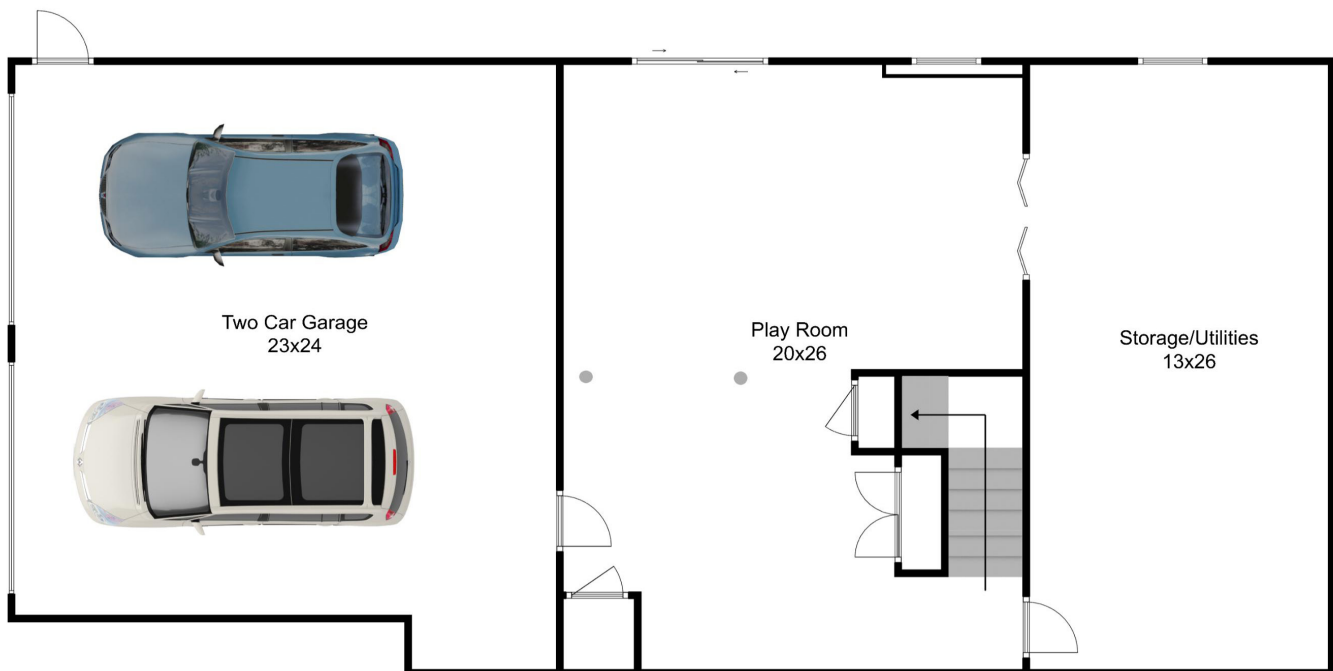 Two Car Garage
23x24
Play Room
20x26
Storage/Utilities
13x26